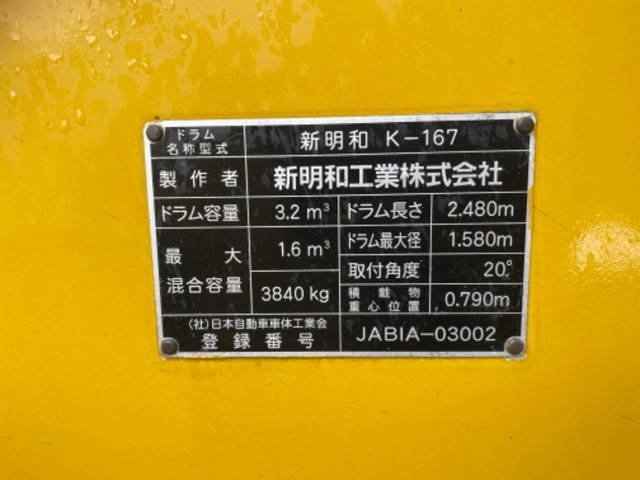 ドラム
名称型式
新明和 K-167
製作者
新明和工業株式会社
ドラム容量
3.2 m³
ドラム長さ
2.480m
最大
混合容量
1.6 m³
3840 kg
ドラム最大径
1.580m
取付角度
20°
積載物
重心位置
0.790m
(社)日本自動車車体工業会
登録番号
JABIA-03002